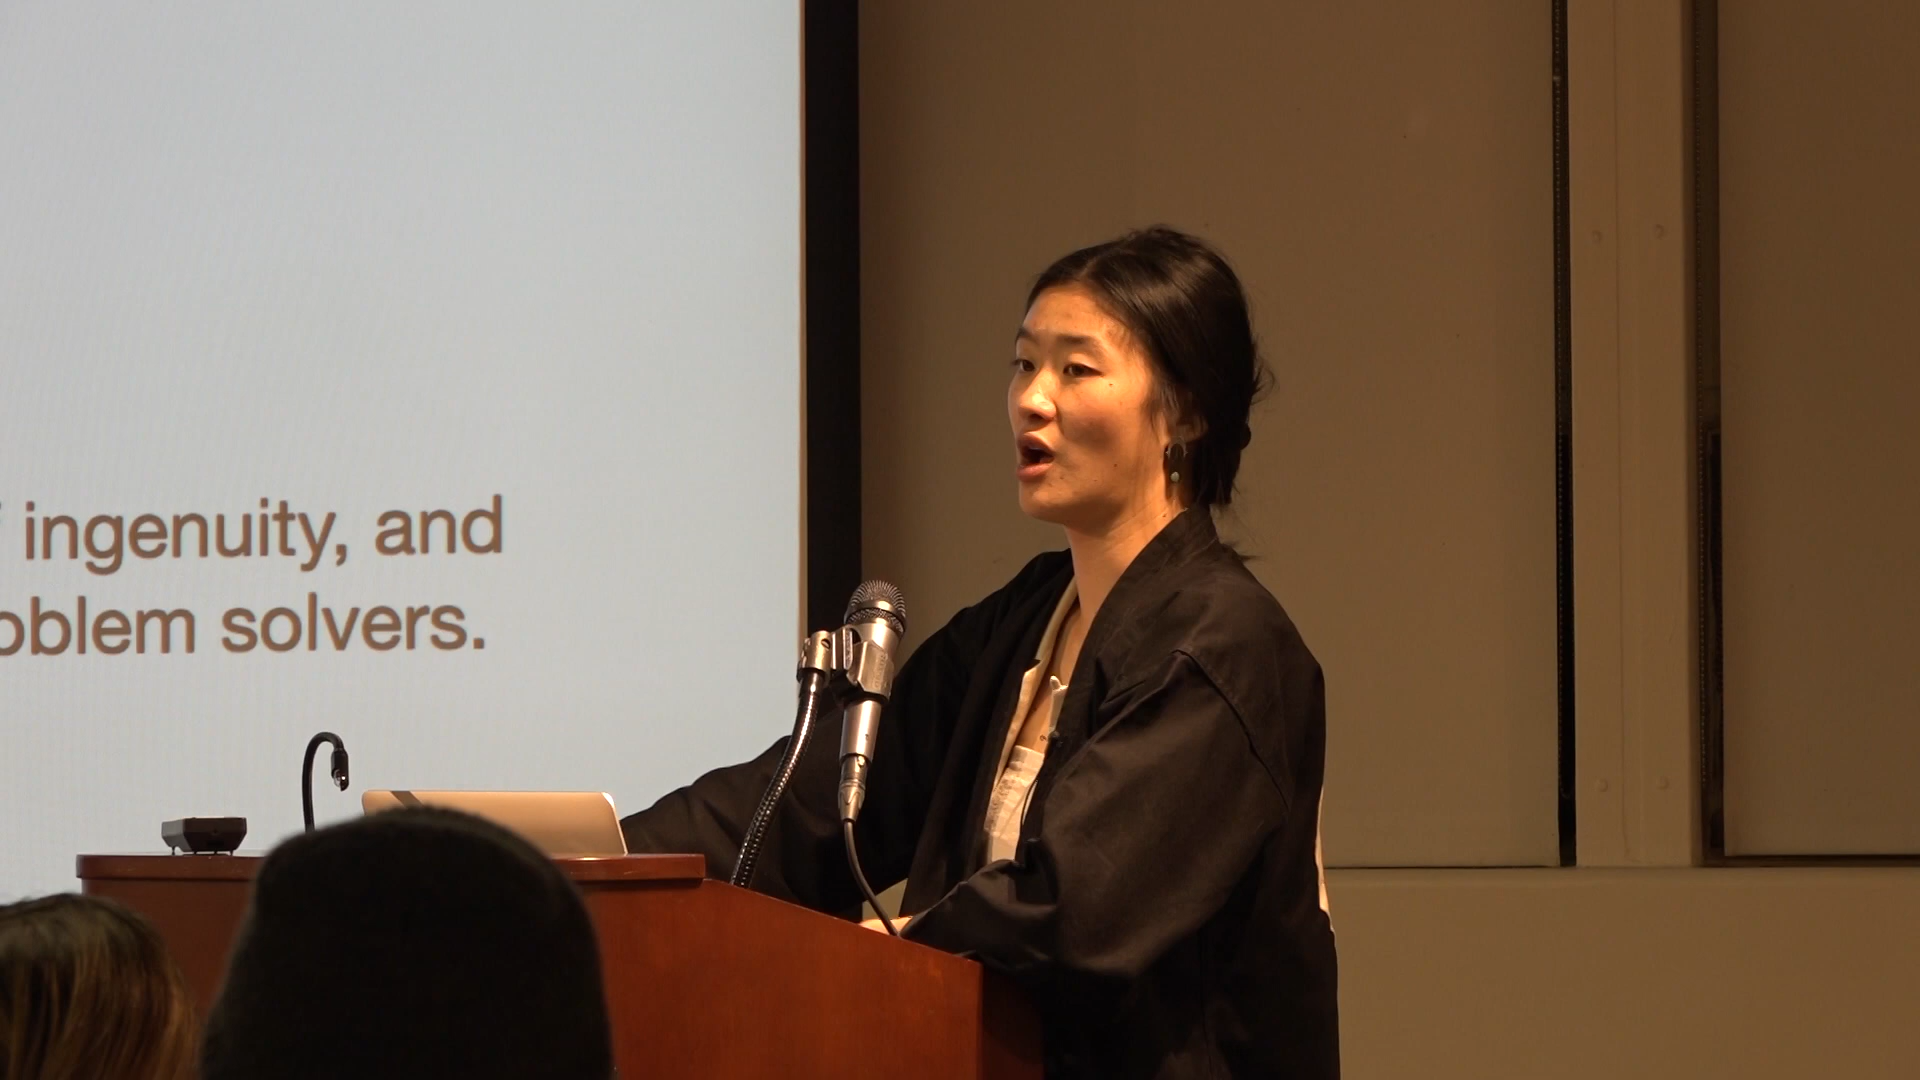 ingenuity, and
oblem solvers.